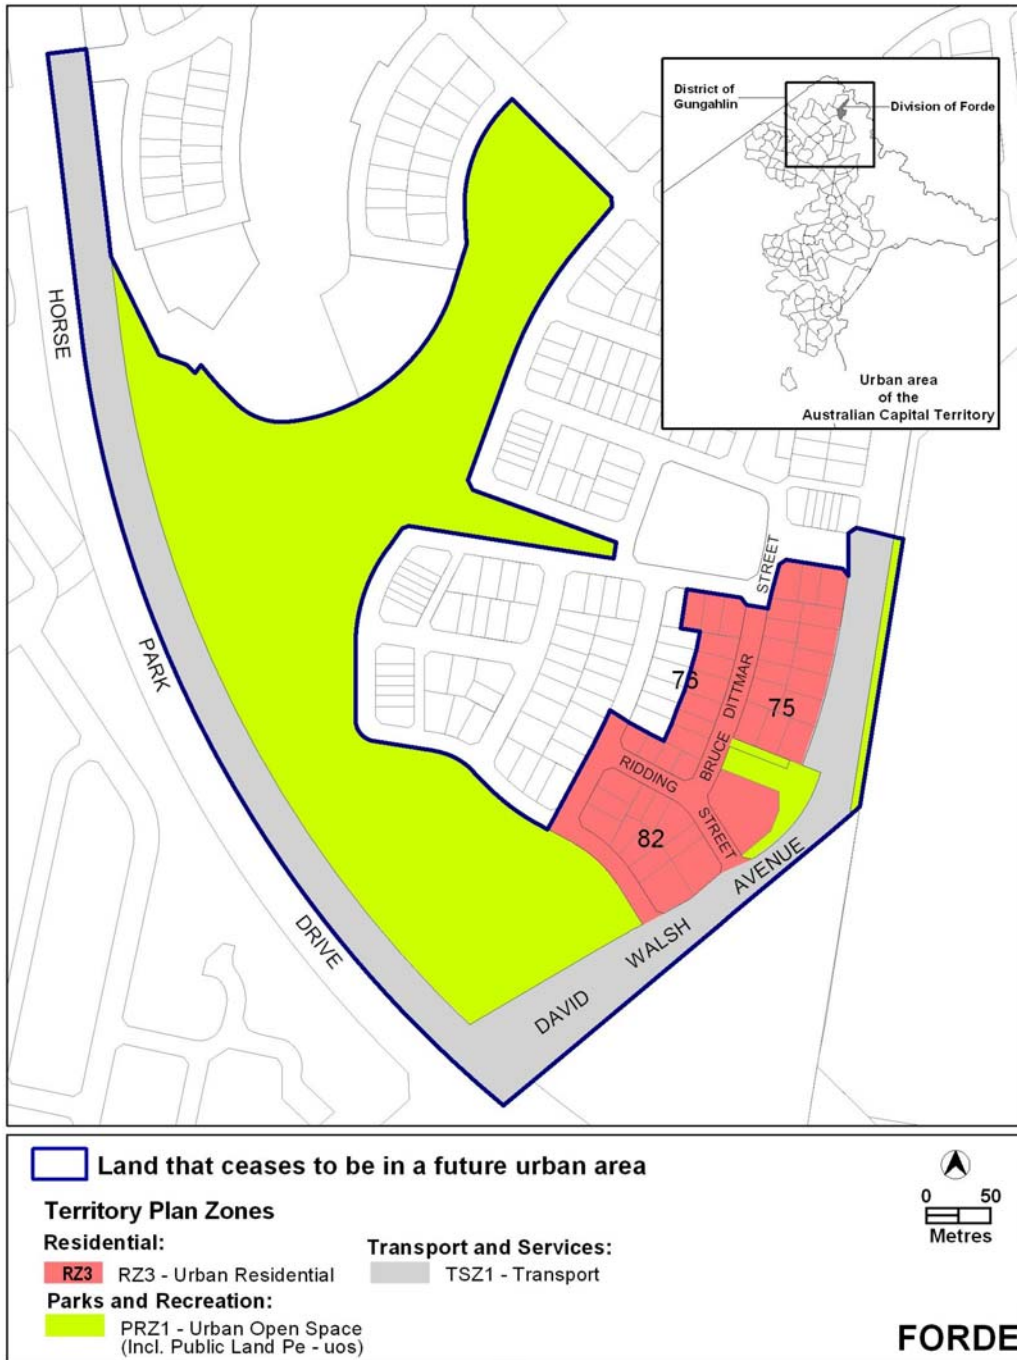 District of
Gungahlin
Division of Forde
Urban area
of the
Australian Capital Territory
HORSE
PARK
DRIVE
STREET
DITTMAR
BRUCE
76
75
RIDDING
STREET
82
AVENUE
WALSH
DAVID
Land that ceases to be in a future urban area
Territory Plan Zones
Residential:
RZ3 RZ3 - Urban Residential
Transport and Services:
TSZ1 - Transport
Parks and Recreation:
PRZ1 - Urban Open Space
(Incl. Public Land Pe - uos)
0 50
Metres
FORDE